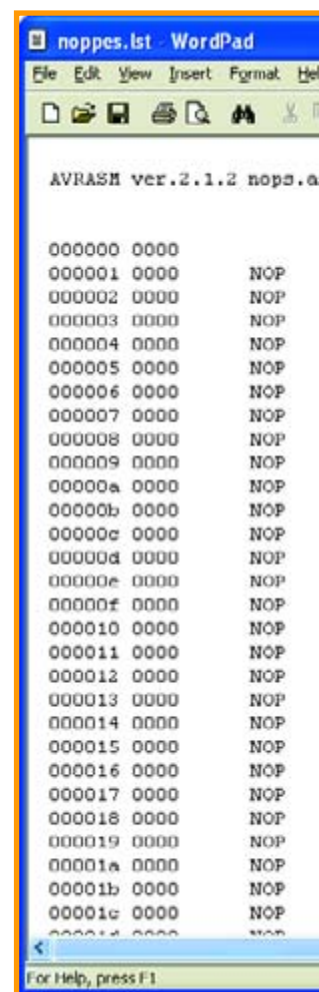 noppes.lst - WordPad
File Edit View Insert Format Hel
AVRASM ver.2.1.2 nops.a
000000 0000
000001 0000 NOP
000002 0000 NOP
000003 0000 NOP
000004 0000 NOP
000005 0000 NOP
000006 0000 NOP
000007 0000 NOP
000008 0000 NOP
000009 0000 NOP
00000a 0000 NOP
00000b 0000 NOP
00000c 0000 NOP
00000d 0000 NOP
00000e 0000 NOP
00000f 0000 NOP
000010 0000 NOP
000011 0000 NOP
000012 0000 NOP
000013 0000 NOP
000014 0000 NOP
000015 0000 NOP
000016 0000 NOP
000017 0000 NOP
000018 0000 NOP
000019 0000 NOP
00001a 0000 NOP
00001b 0000 NOP
00001c 0000 NOP
For Help, press F1